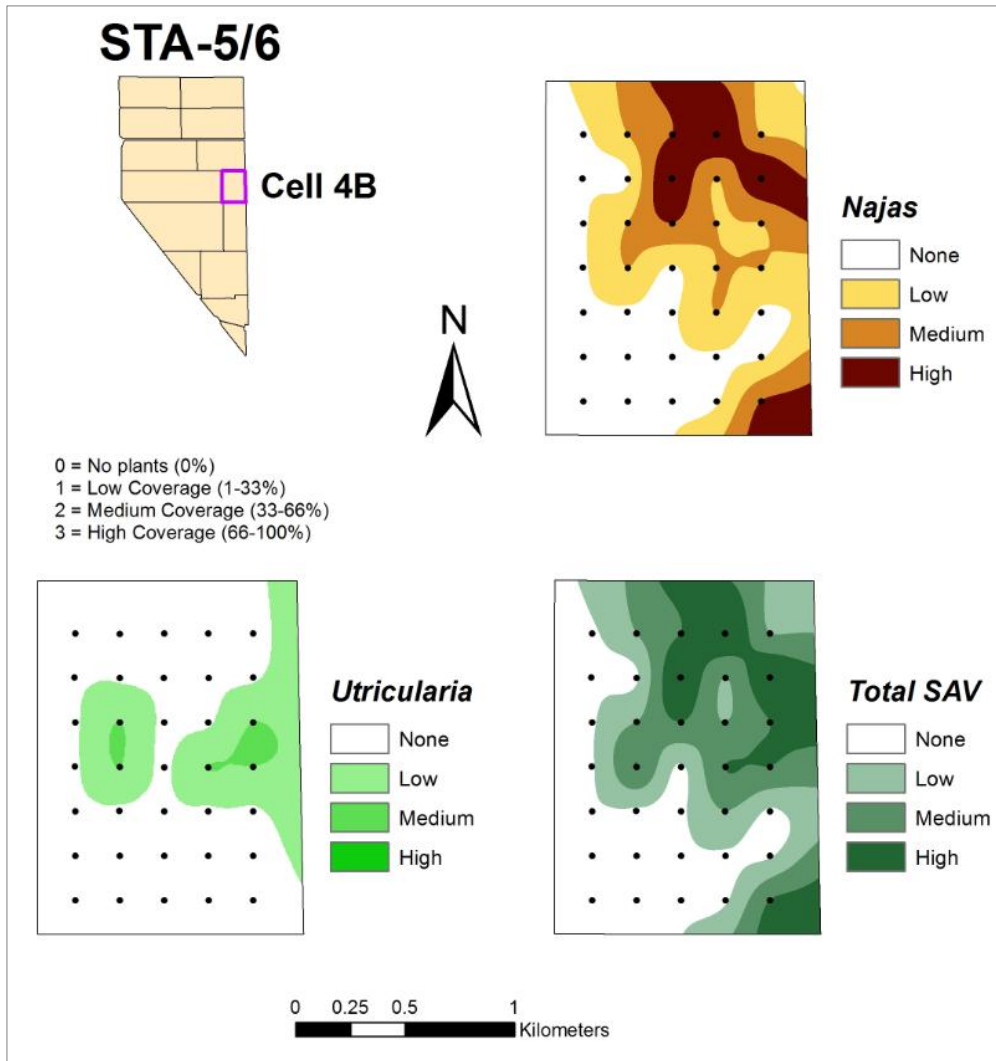 STA-5/6
Cell 4B
N
0 = No plants (0%)
1 = Low Coverage (1-33%)
2 = Medium Coverage (33-66%)
3 = High Coverage (66-100%)
Najas
None
Low
Medium
High
Utricularia
None
Low
Medium
High
Total SAV
None
Low
Medium
High
0 0.25 0.5 1
Kilometers